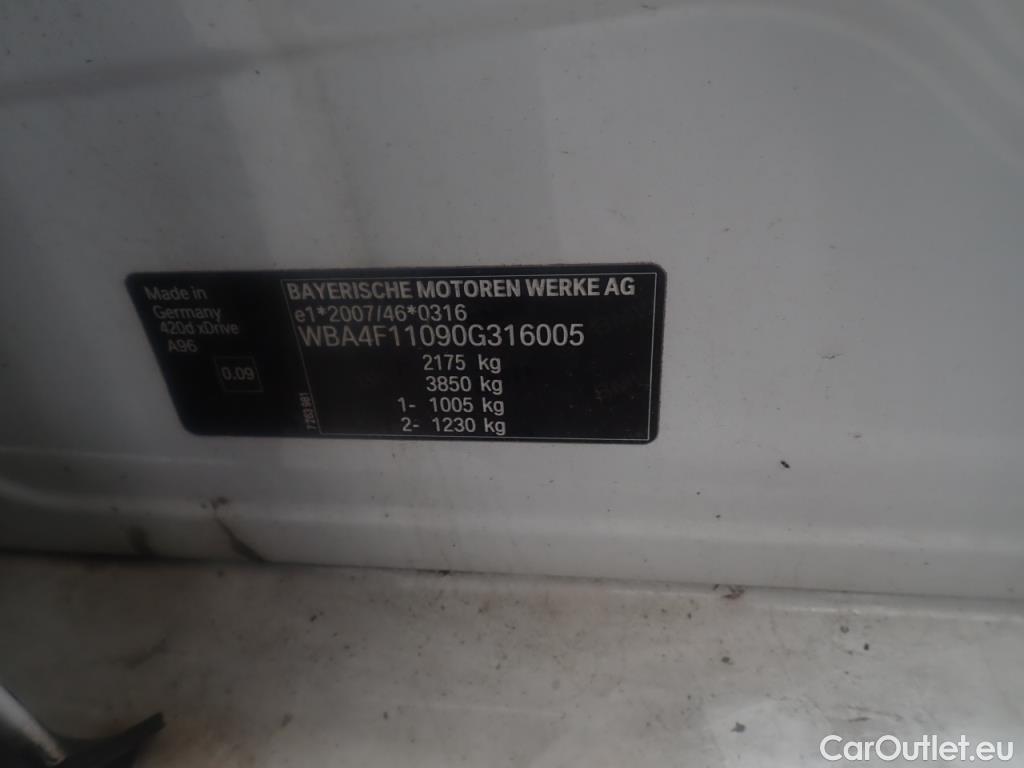 Made in
Germany
420d xDrive
A96
0.09
BAYERISCHE MOTOREN WERKE AG
e1*2007/46*0316
WBA4F11090G316005
2175 kg
3850 kg
1- 1005 kg
2- 1230 kg
CarOutlet.eu